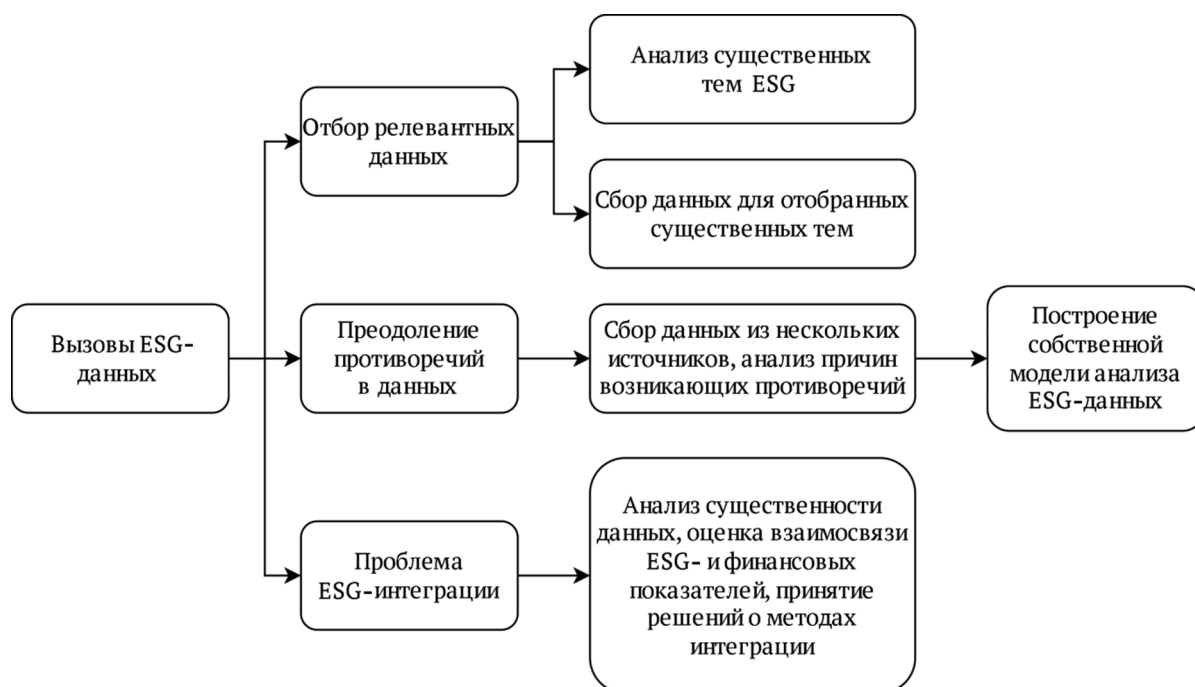 Анализ существенных
тем ESG
Отбор релевантных
данных
Сбор данных для отобранных
существенных тем
Вызовы ESG-
данных
Преодоление
противоречий
в данных
Сбор данных из нескольких
источников, анализ причин
возникающих противоречий
Построение
собственной
модели анализа
ESG-данных
Проблема
ESG-интеграции
Анализ существенности
данных, оценка взаимосвязи
ESG- и финансовых
показателей, принятие
решений о методах
интеграции